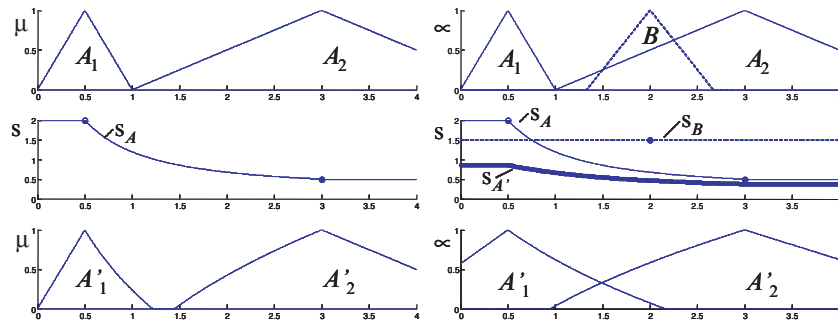 μ 1 0.5 0 A1 A2
0 0.5 1 1.5 2 2.5 3 3.5 4
∝ 1 0.5 0 A1 B A2
0 0.5 1 1.5 2 2.5 3 3.5
s 2 1.5 1 0.5 0 sA
0 0.5 1 1.5 2 2.5 3 3.5 4
s 2 1.5 1 0.5 0 sA sB sA'
0 0.5 1 1.5 2 2.5 3 3.5
μ 1 0.5 0 A'1 A'2
0 0.5 1 1.5 2 2.5 3 3.5 4
∝ 1 0.5 0 A'1 A'2
0 0.5 1 1.5 2 2.5 3 3.5